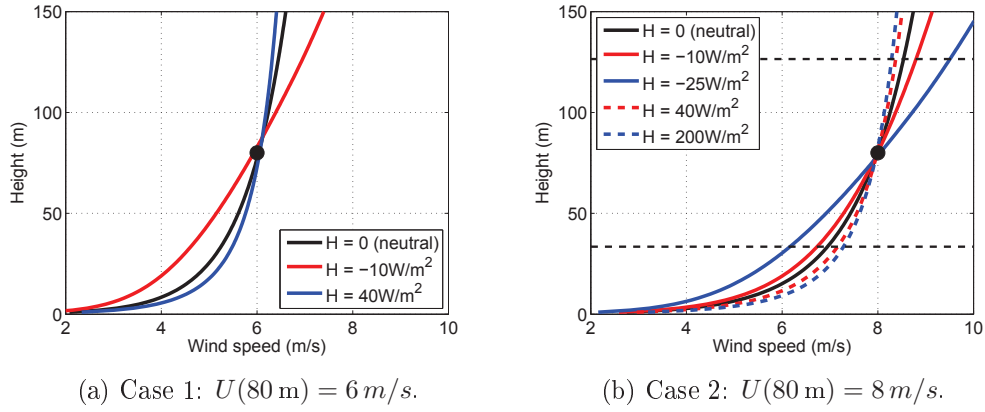 150
100
50
0
Height (m)
2
4
6
8
10
Wind speed (m/s)
H = 0 (neutral)
H = −10W/m²
H = 40W/m²
(a) Case 1: U(80 m) = 6 m/s.
150
100
50
0
Height (m)
2
4
6
8
10
Wind speed (m/s)
H = 0 (neutral)
H = −10W/m²
H = −25W/m²
H = 40W/m²
H = 200W/m²
(b) Case 2: U(80 m) = 8 m/s.